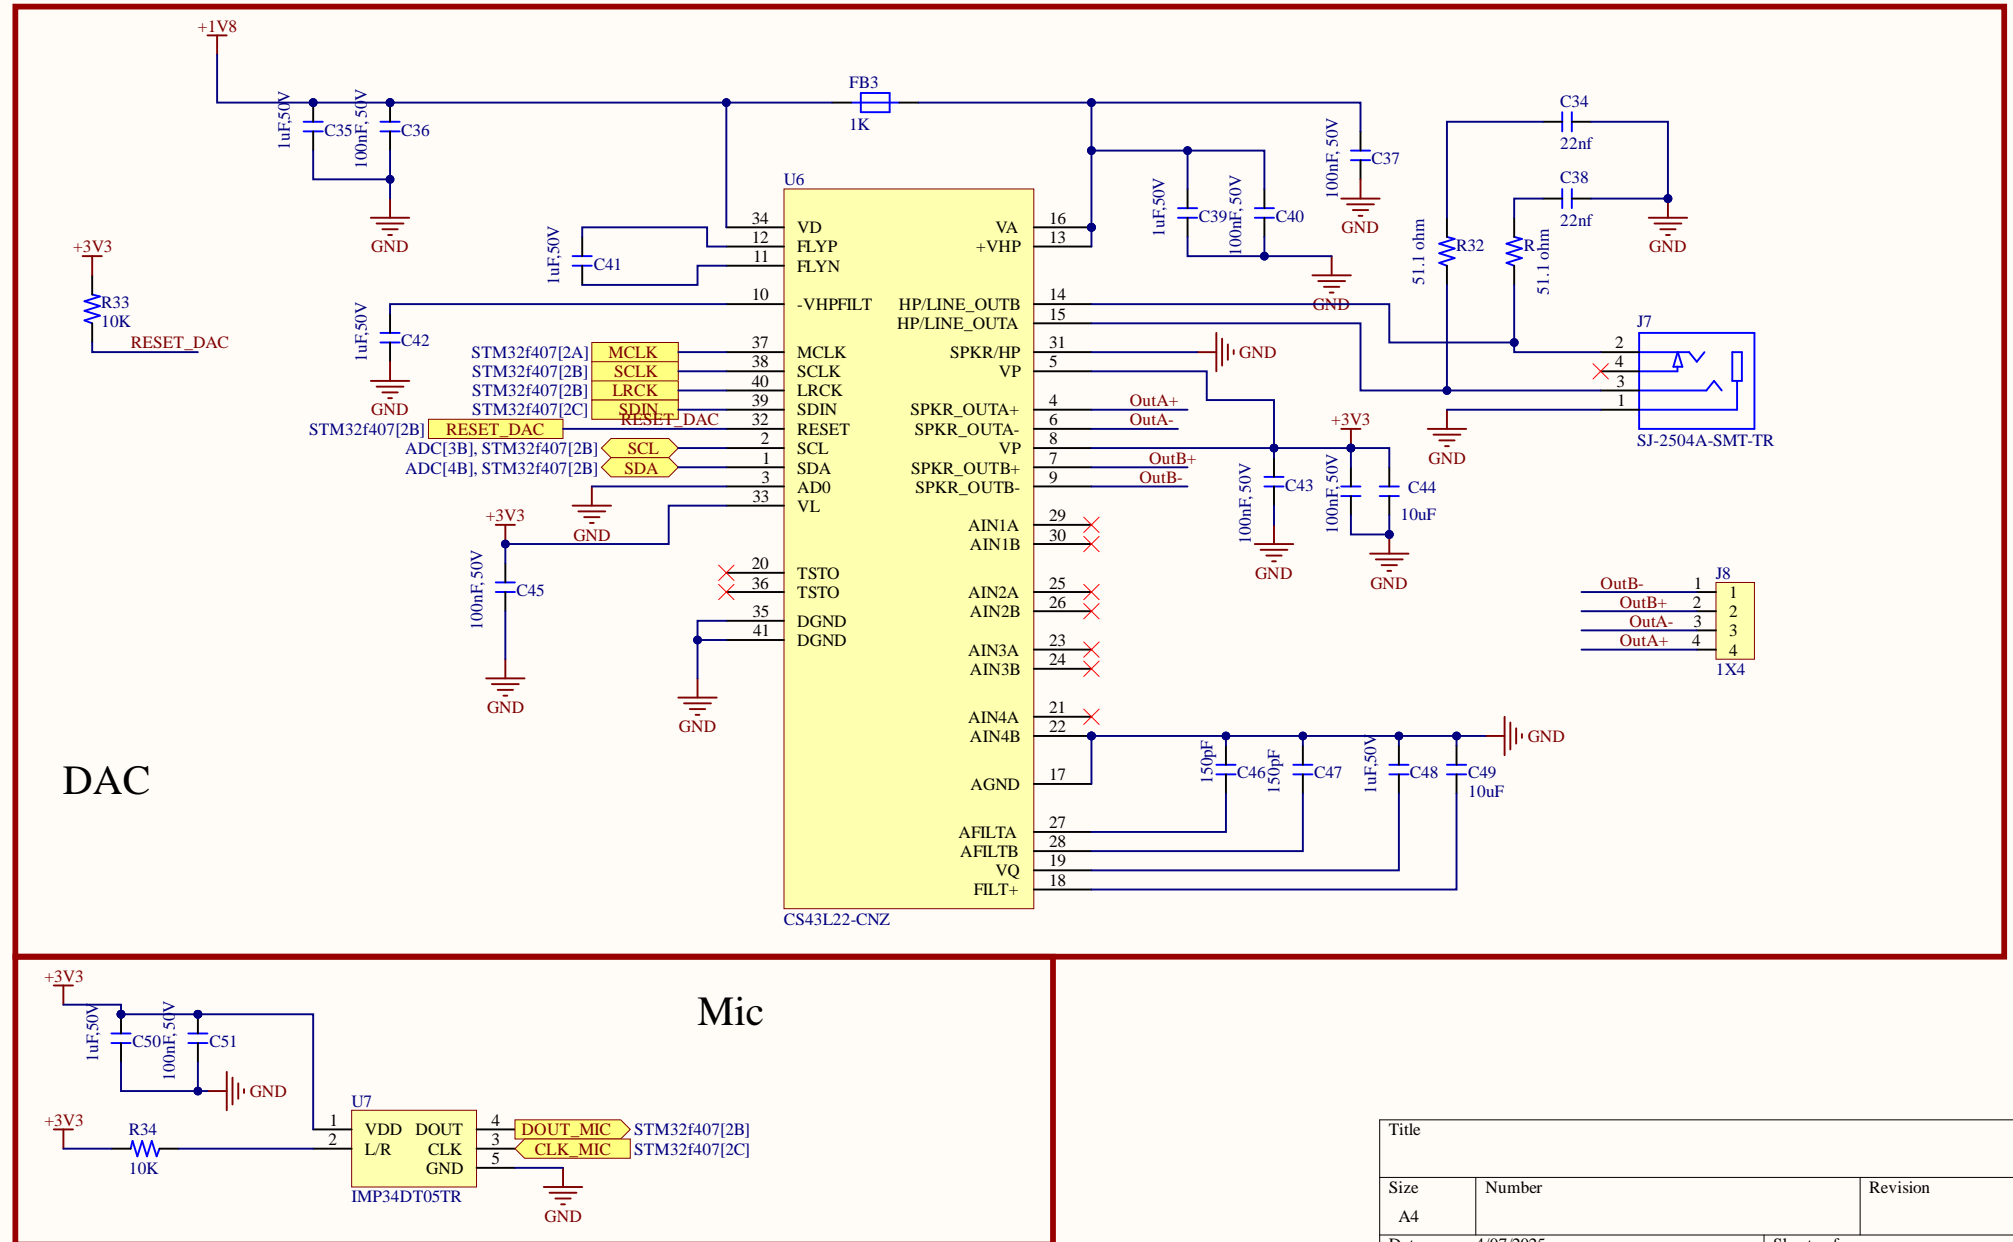 +1V8
FB3
1K
1uF,50V
C35
100nF, 50V
C36
GND
100nF, 50V
C37
GND
C34
22nf
C38
22nf
GND
1uF,50V
C39
100nF, 50V
C40
GND
51.1 ohm
R32
R
51.1 ohm
+3V3
R33
10K
RESET_DAC
U6
34 VD
12 FLYP
11 FLYN
10 -VHPFILT
37 MCLK
38 SCLK
40 LRCK
39 SDIN
32 RESET
2 SCL
1 SDA
3 AD0
33 VL
20 TSTO
36 TSTO
35 DGND
41 DGND
VA 16
+VHP 13
HP/LINE_OUTB 14
HP/LINE_OUTA 15
SPKR/HP 31
VP 5
SPKR_OUTA+ 4
SPKR_OUTA- 6
VP 8
SPKR_OUTB+ 7
SPKR_OUTB- 9
AIN1A 29
AIN1B 30
AIN2A 25
AIN2B 26
AIN3A 23
AIN3B 24
AIN4A 21
AIN4B 22
AGND 17
AFILTA 27
AFILTB 28
VQ 19
FILT+ 18
CS43L22-CNZ
1uF,50V
C41
1uF,50V
C42
GND
STM32f407[2A] MCLK
STM32f407[2B] SCLK
STM32f407[2B] LRCK
STM32f407[2C] SDIN
RESET_DAC
STM32f407[2B] RESET_DAC
ADC[3B], STM32f407[2B] SCL
ADC[4B], STM32f407[2B] SDA
GND
+3V3
100nF, 50V
C45
GND
GND
GND
OutA+
OutA-
OutB+
OutB-
+3V3
100nF, 50V
C43
GND
100nF, 50V
C44
10uF
GND
J7
2
4
3
1
SJ-2504A-SMT-TR
GND
J8
OutB- 1 1
OutB+ 2 2
OutA- 3 3
OutA+ 4 4
1X4
GND
150pF
C46
150pF
C47
1uF,50V
C48
C49
10uF
DAC
Mic
+3V3
1uF,50V
C50
100nF, 50V
C51
GND
+3V3
R34
10K
U7
1 VDD DOUT 4
2 L/R CLK 3
GND 5
IMP34DT05TR
DOUT_MIC STM32f407[2B]
CLK_MIC STM32f407[2C]
GND
Title
Size Number Revision
A4